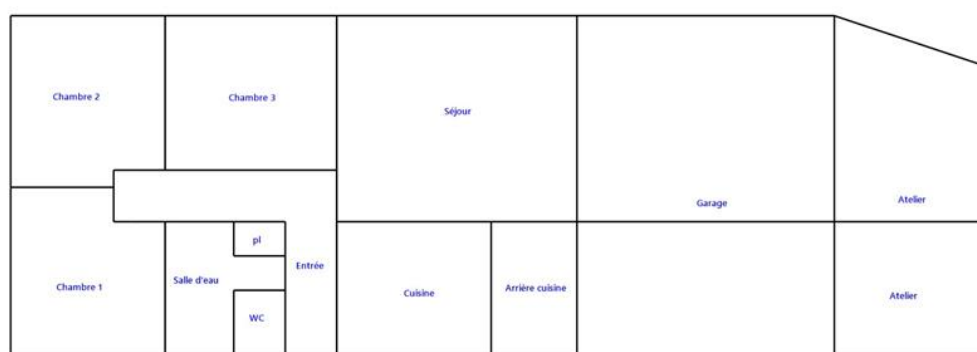 Chambre 2
Chambre 3
Séjour
Garage
Atelier
pl
Entrée
Salle d'eau
Chambre 1
Cuisine
Arrière cuisine
Atelier
WC